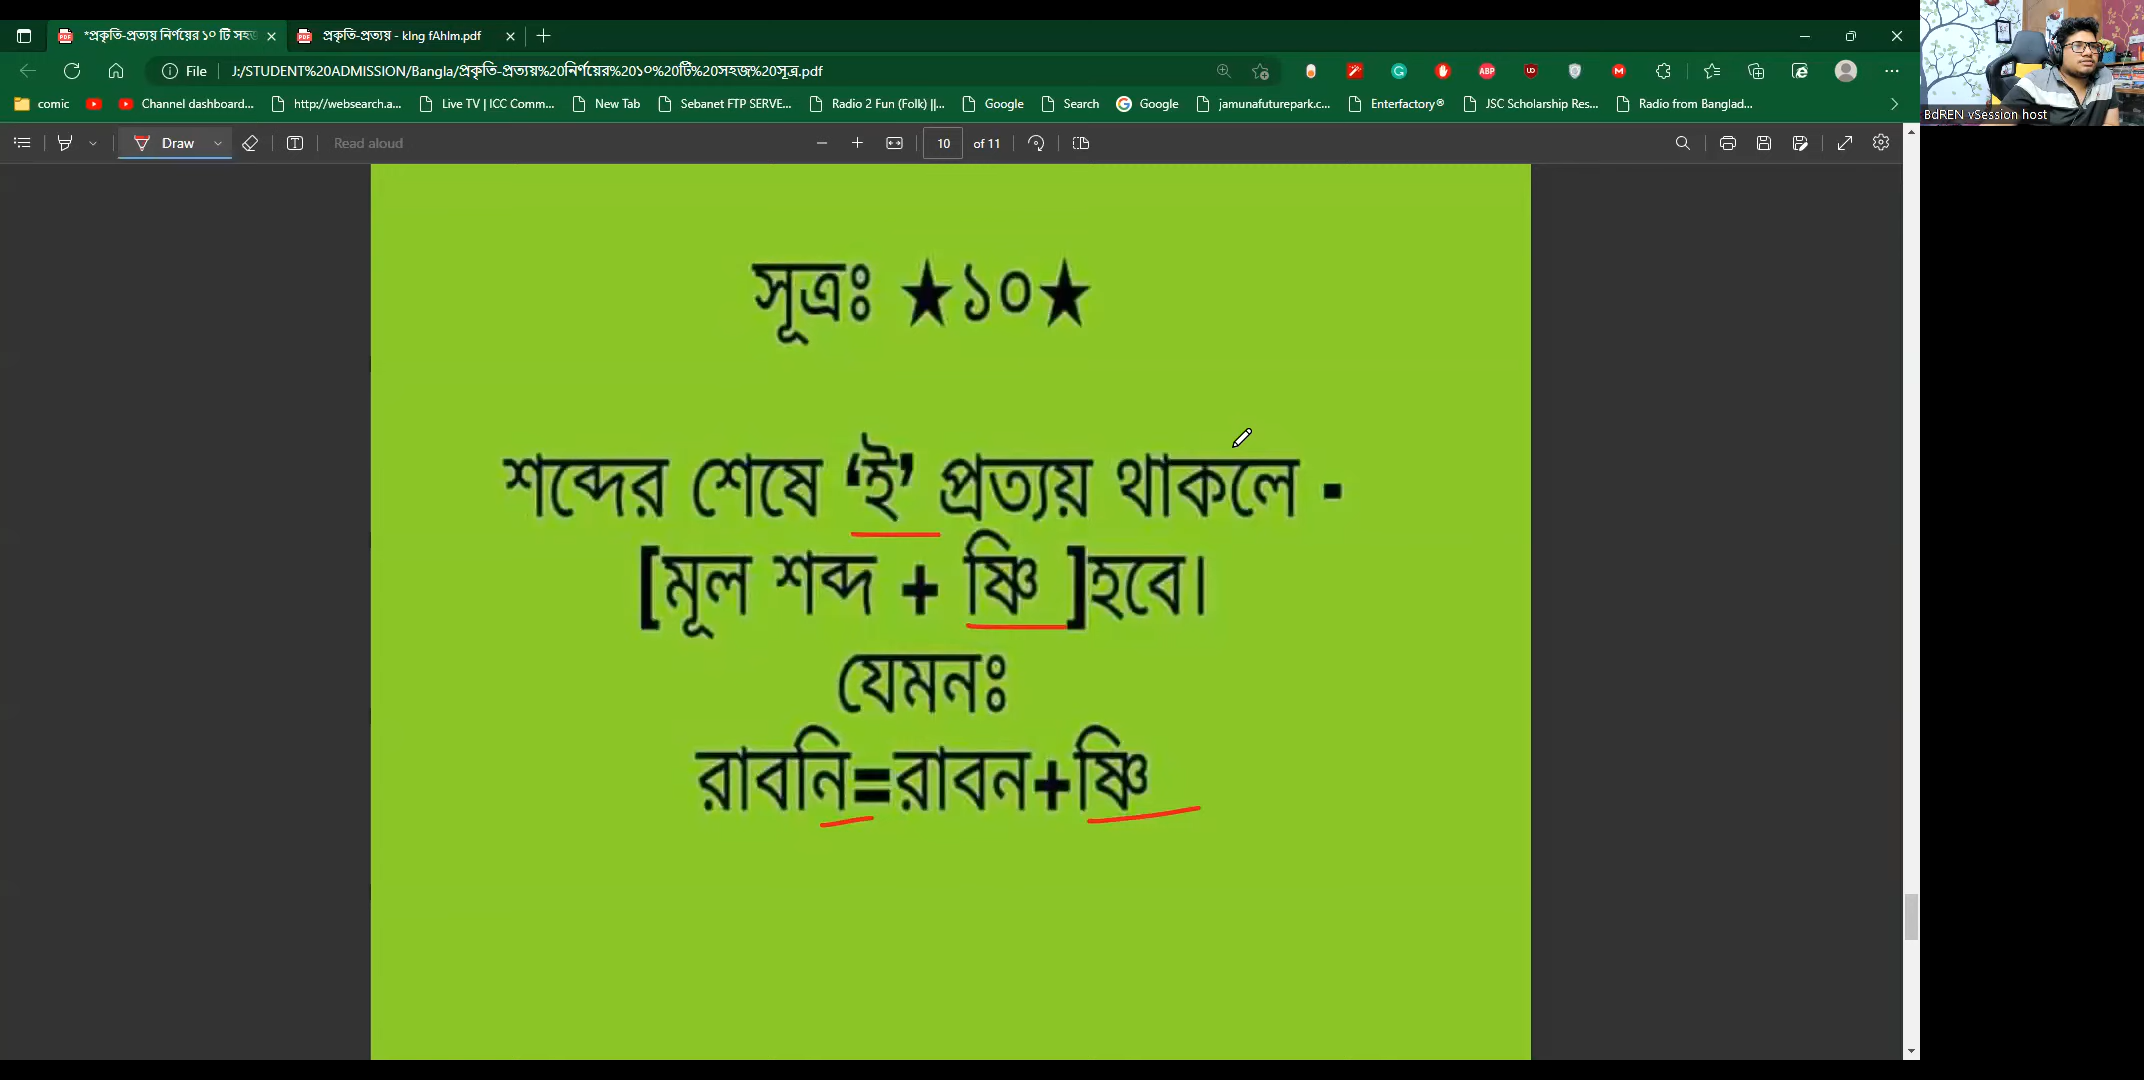 *প্রকৃতি-প্রত্যয় নির্ণয়ের ১০ টি সহজ
প্রকৃতি-প্রত্যয় - kIng fAhIm.pdf
File
J:/STUDENT%20ADMISSION/Bangla/প্রকৃতি-প্রত্যয়%20নির্ণয়ের%20১০%20টি%20সহজ%20সূত্র.pdf
comic
Channel dashboard...
http://websearch.a...
Live TV | ICC Comm...
New Tab
Sebanet FTP SERVE...
Radio 2 Fun (Folk) ||...
Google
Search
Google
jamunafuturepark.c...
Enterfactory®
JSC Scholarship Res...
Radio from Banglad...
Draw
Read aloud
10 of 11
BdREN vSession host
সূত্রঃ ★১০★
শব্দের শেষে ‘ই’ প্রত্যয় থাকলে -
[মূল শব্দ + ষ্ণি ]হবে।
যেমনঃ
রাবনি=রাবন+ষ্ণি